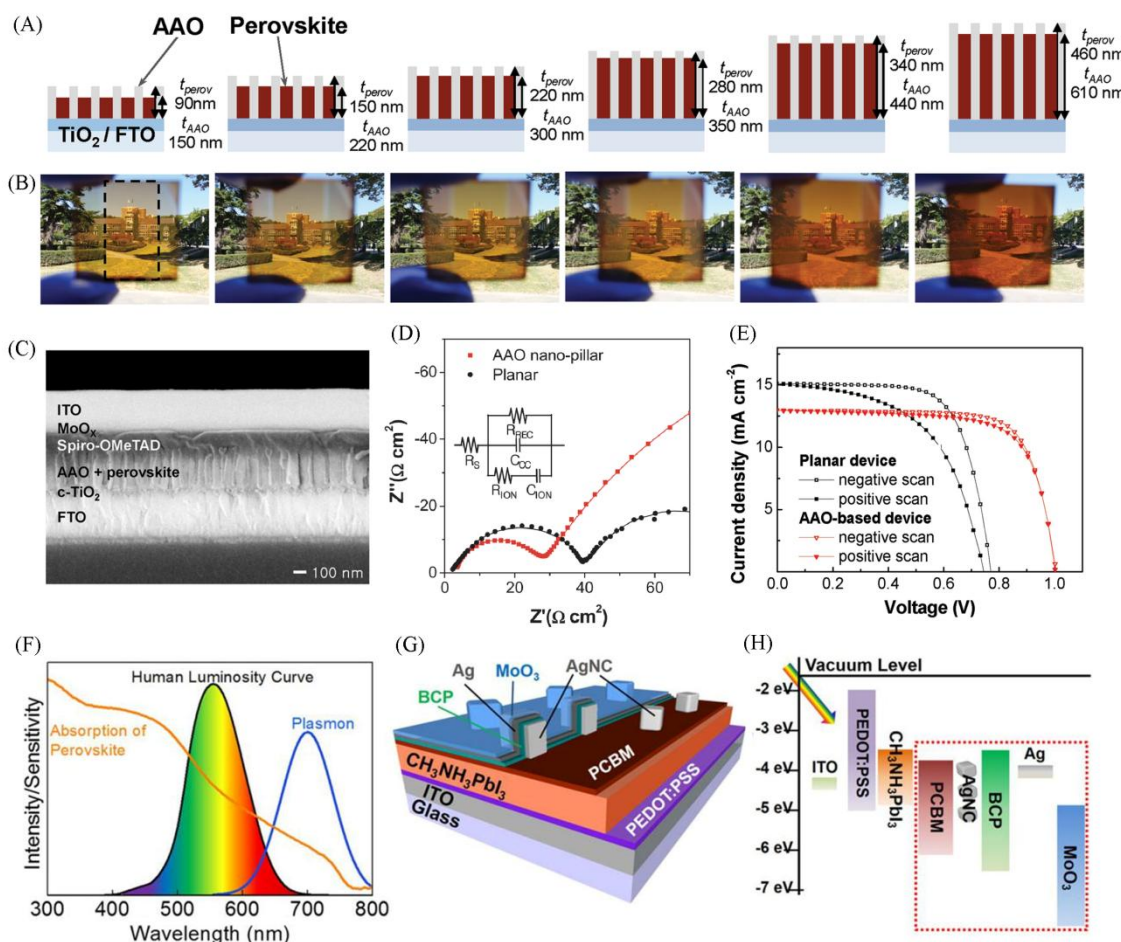 (A)
AAO
Perovskite
TiO₂ / FTO
tperov
90nm
tAAO
150 nm
tperov
150 nm
tAAO
220 nm
tperov
220 nm
tAAO
300 nm
tperov
280 nm
tAAO
350 nm
tperov
340 nm
tAAO
440 nm
tperov
460 nm
tAAO
610 nm
(B)
(C)
ITO
MoOₓ
Spiro-OMeTAD
AAO + perovskite
c-TiO₂
FTO
100 nm
(D)
AAO nano-pillar
Planar
RREC
RS
CCC
RION
CION
-60
-40
-20
0
0 20 40 60
Z''(Ω cm²)
Z'(Ω cm²)
(E)
Current density (mA cm⁻²)
15
10
5
Planar device
negative scan
positive scan
AAO-based device
negative scan
positive scan
0.0 0.2 0.4 0.6 0.8 1.0
Voltage (V)
(F)
Human Luminosity Curve
Absorption of
Perovskite
Plasmon
Intensity/Sensitivity
300 400 500 600 700 800
Wavelength (nm)
(G)
Ag
MoO₃
AgNC
BCP
PCBM
CH₃NH₃PbI₃
ITO
Glass
PEDOT:PSS
(H)
Vacuum Level
-2 eV
-3 eV
-4 eV
-5 eV
-6 eV
-7 eV
ITO
PEDOT:PSS
CH₃NH₃PbI₃
PCBM
AgNC
BCP
Ag
MoO₃